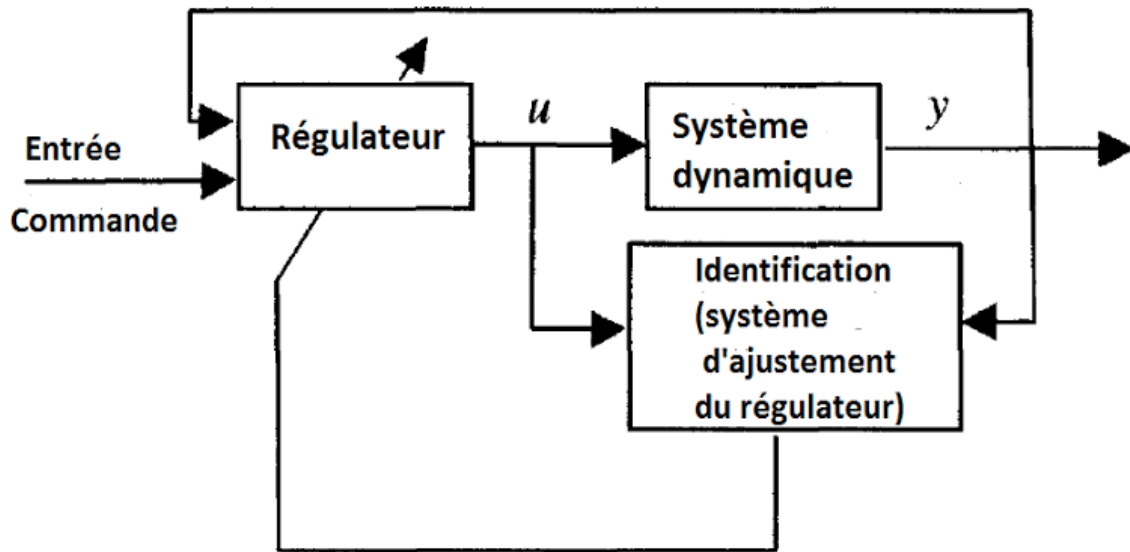 Régulateur
u
Système
dynamique
y
Entrée
Commande
Identification
(système
d'ajustement
du régulateur)